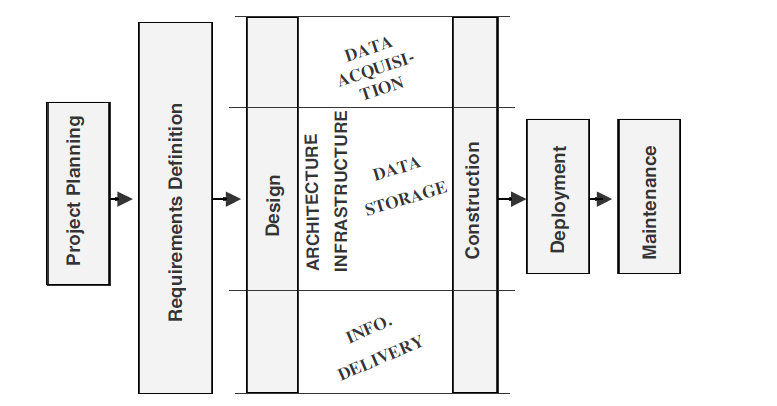 Project Planning
Requirements Definition
Design
ARCHITECTURE
INFRASTRUCTURE
DATA
ACQUISI-
TION
DATA
STORAGE
INFO.
DELIVERY
Construction
Deployment
Maintenance